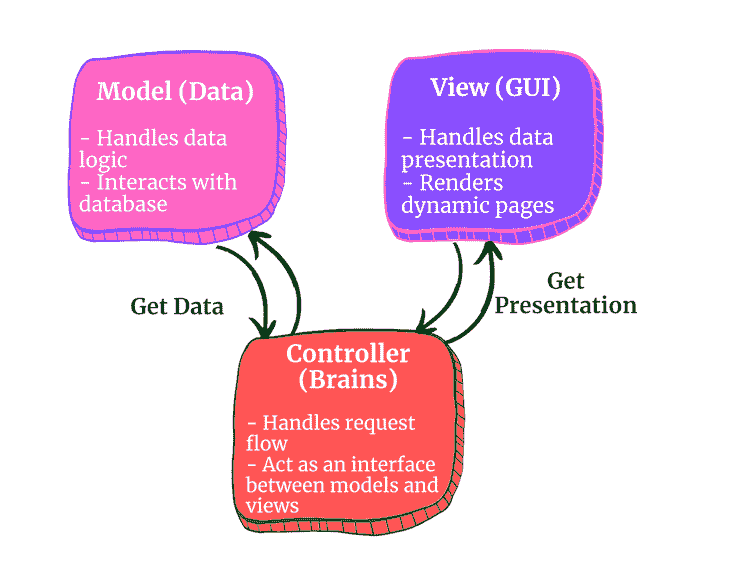 Model (Data)
- Handles data
logic
- Interacts with
database
View (GUI)
- Handles data
presentation
- Renders
dynamic pages
Get Data
Get
Presentation
Controller
(Brains)
- Handles request
flow
- Act as an interface
between models and
views